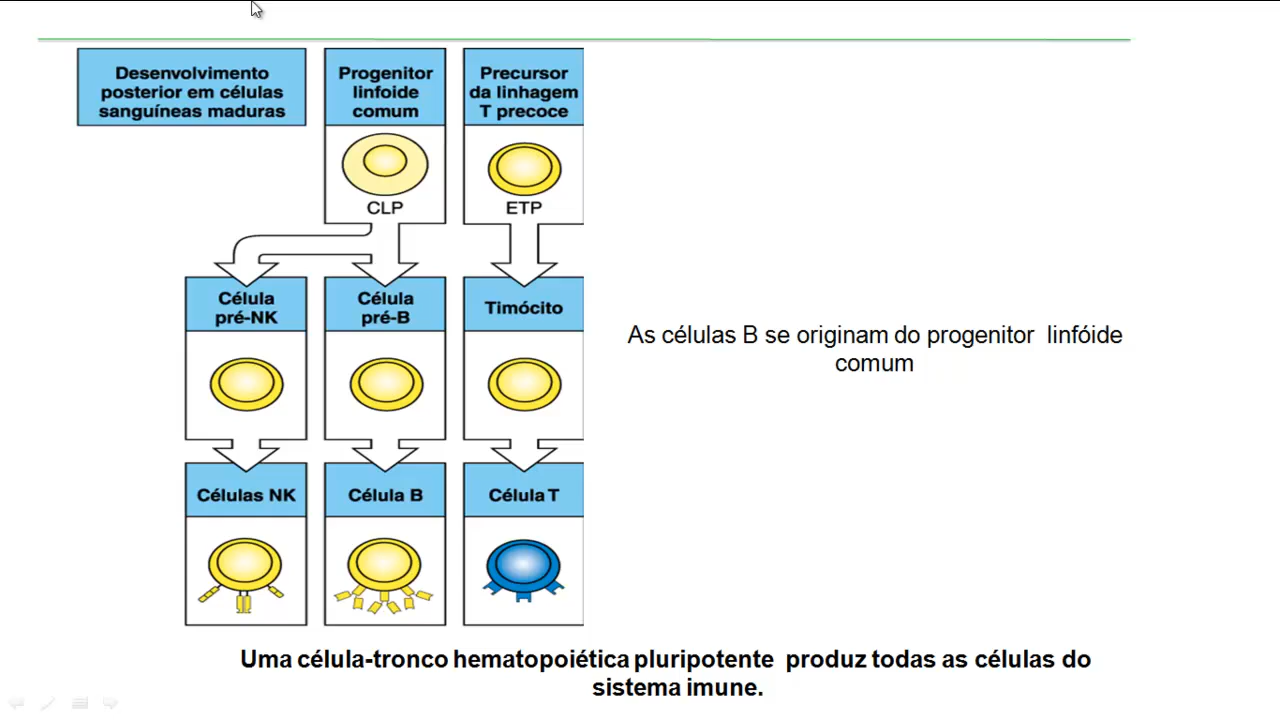 Desenvolvimento
posterior em células
sanguíneas maduras
Progenitor
linfoide
comum
Precursor
da linhagem
T precoce
CLP
ETP
Célula
pré-NK
Célula
pré-B
Timócito
As células B se originam do progenitor linfóide
comum
Células NK
Célula B
Célula T
Uma célula-tronco hematopoiética pluripotente produz todas as células do
sistema imune.